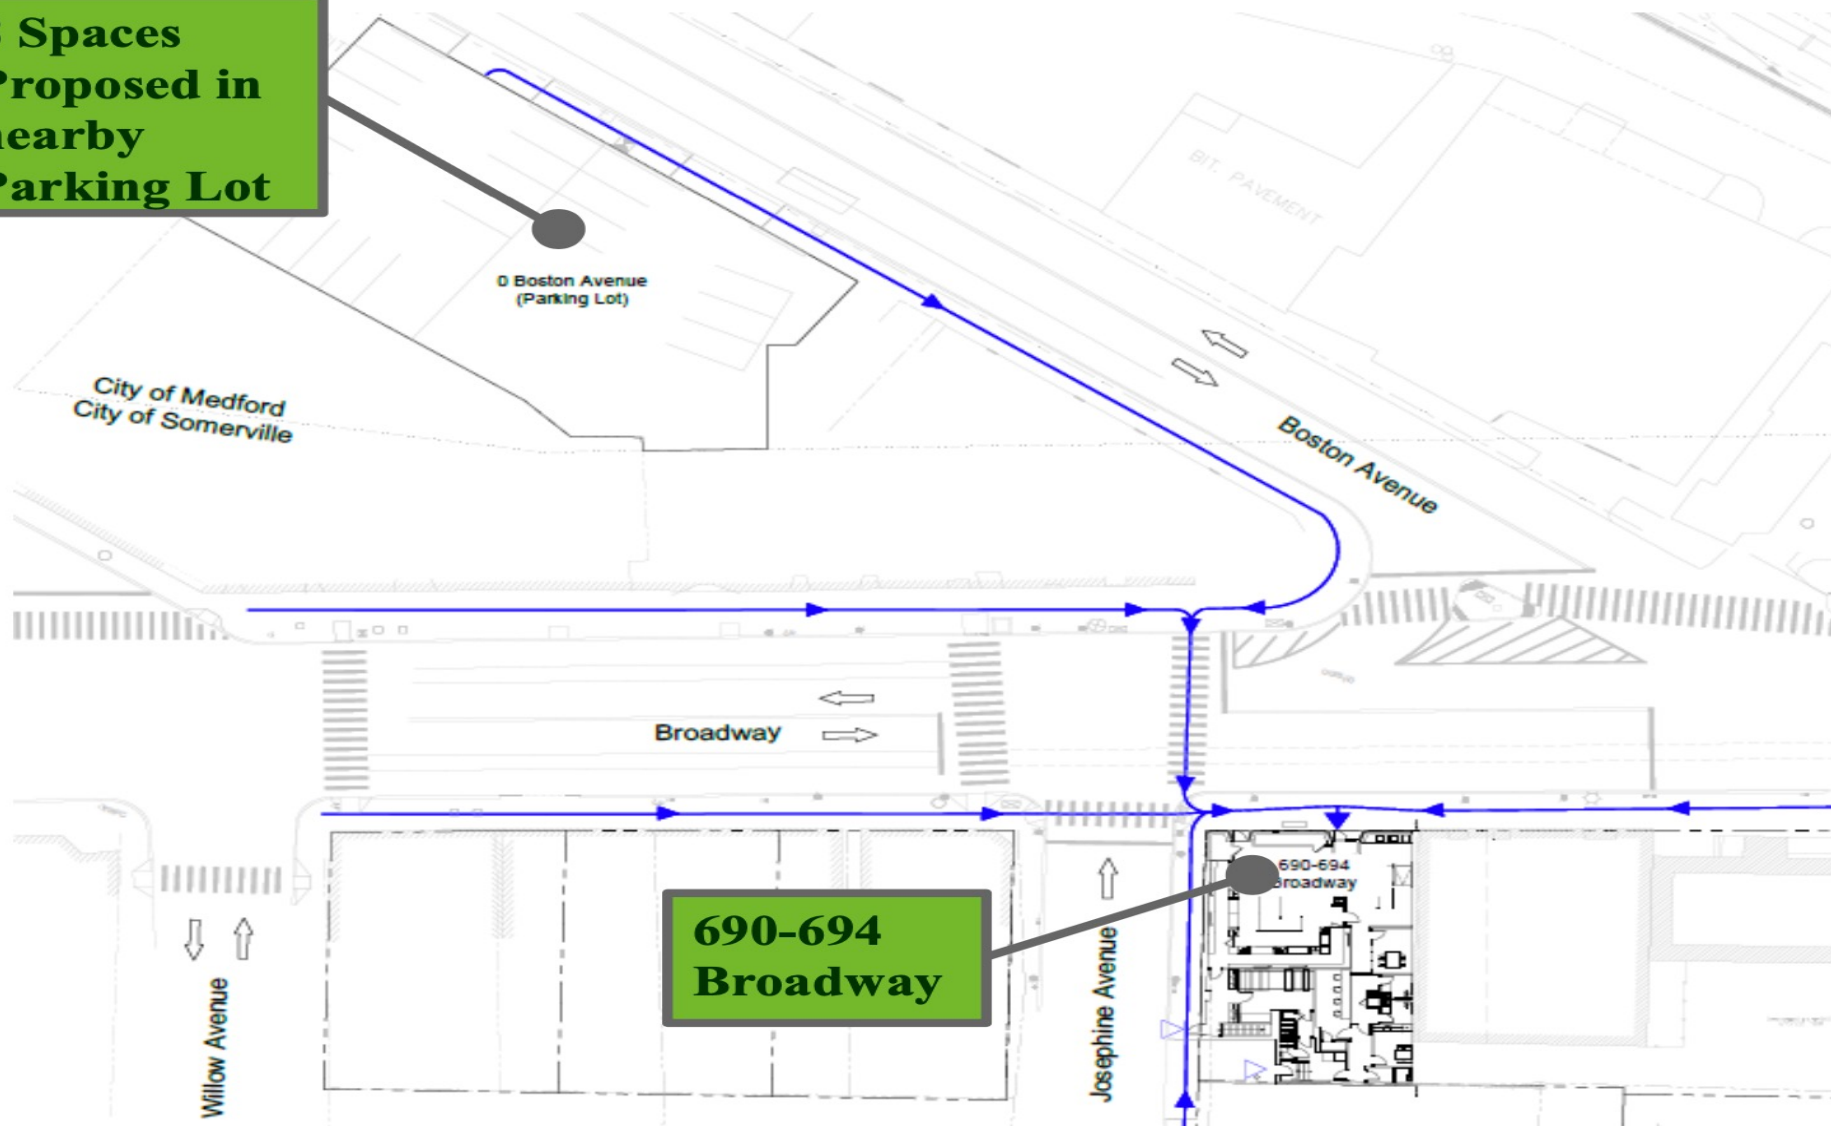 Spaces
Proposed in
nearby
Parking Lot
0 Boston Avenue
(Parking Lot)
BIT. PAVEMENT
City of Medford
City of Somerville
Boston Avenue
Broadway
690-694
Broadway
690-694
Broadway
Willow Avenue
Josephine Avenue